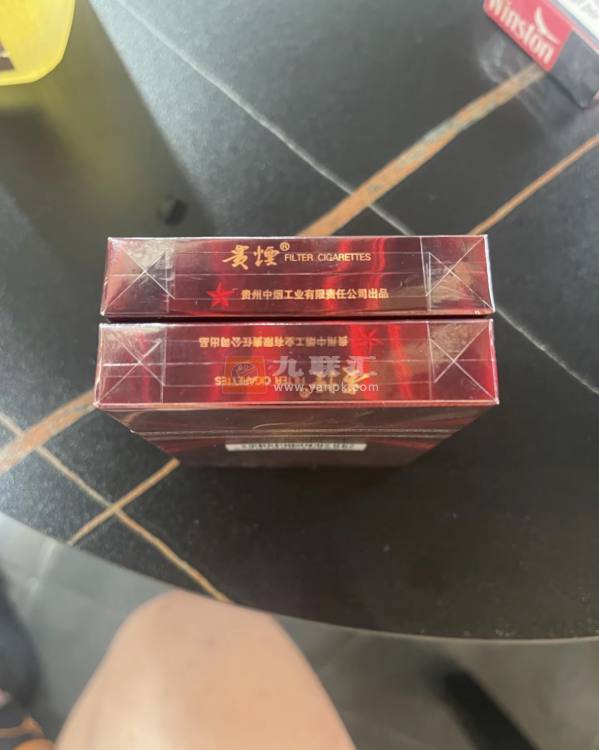 Winston
貴煙® FILTER CIGARETTES
贵州中烟工业有限责任公司出品
贵州中烟工业有限责任公司出品
FILTER CIGARETTES
九联汇
www.yanpk.com